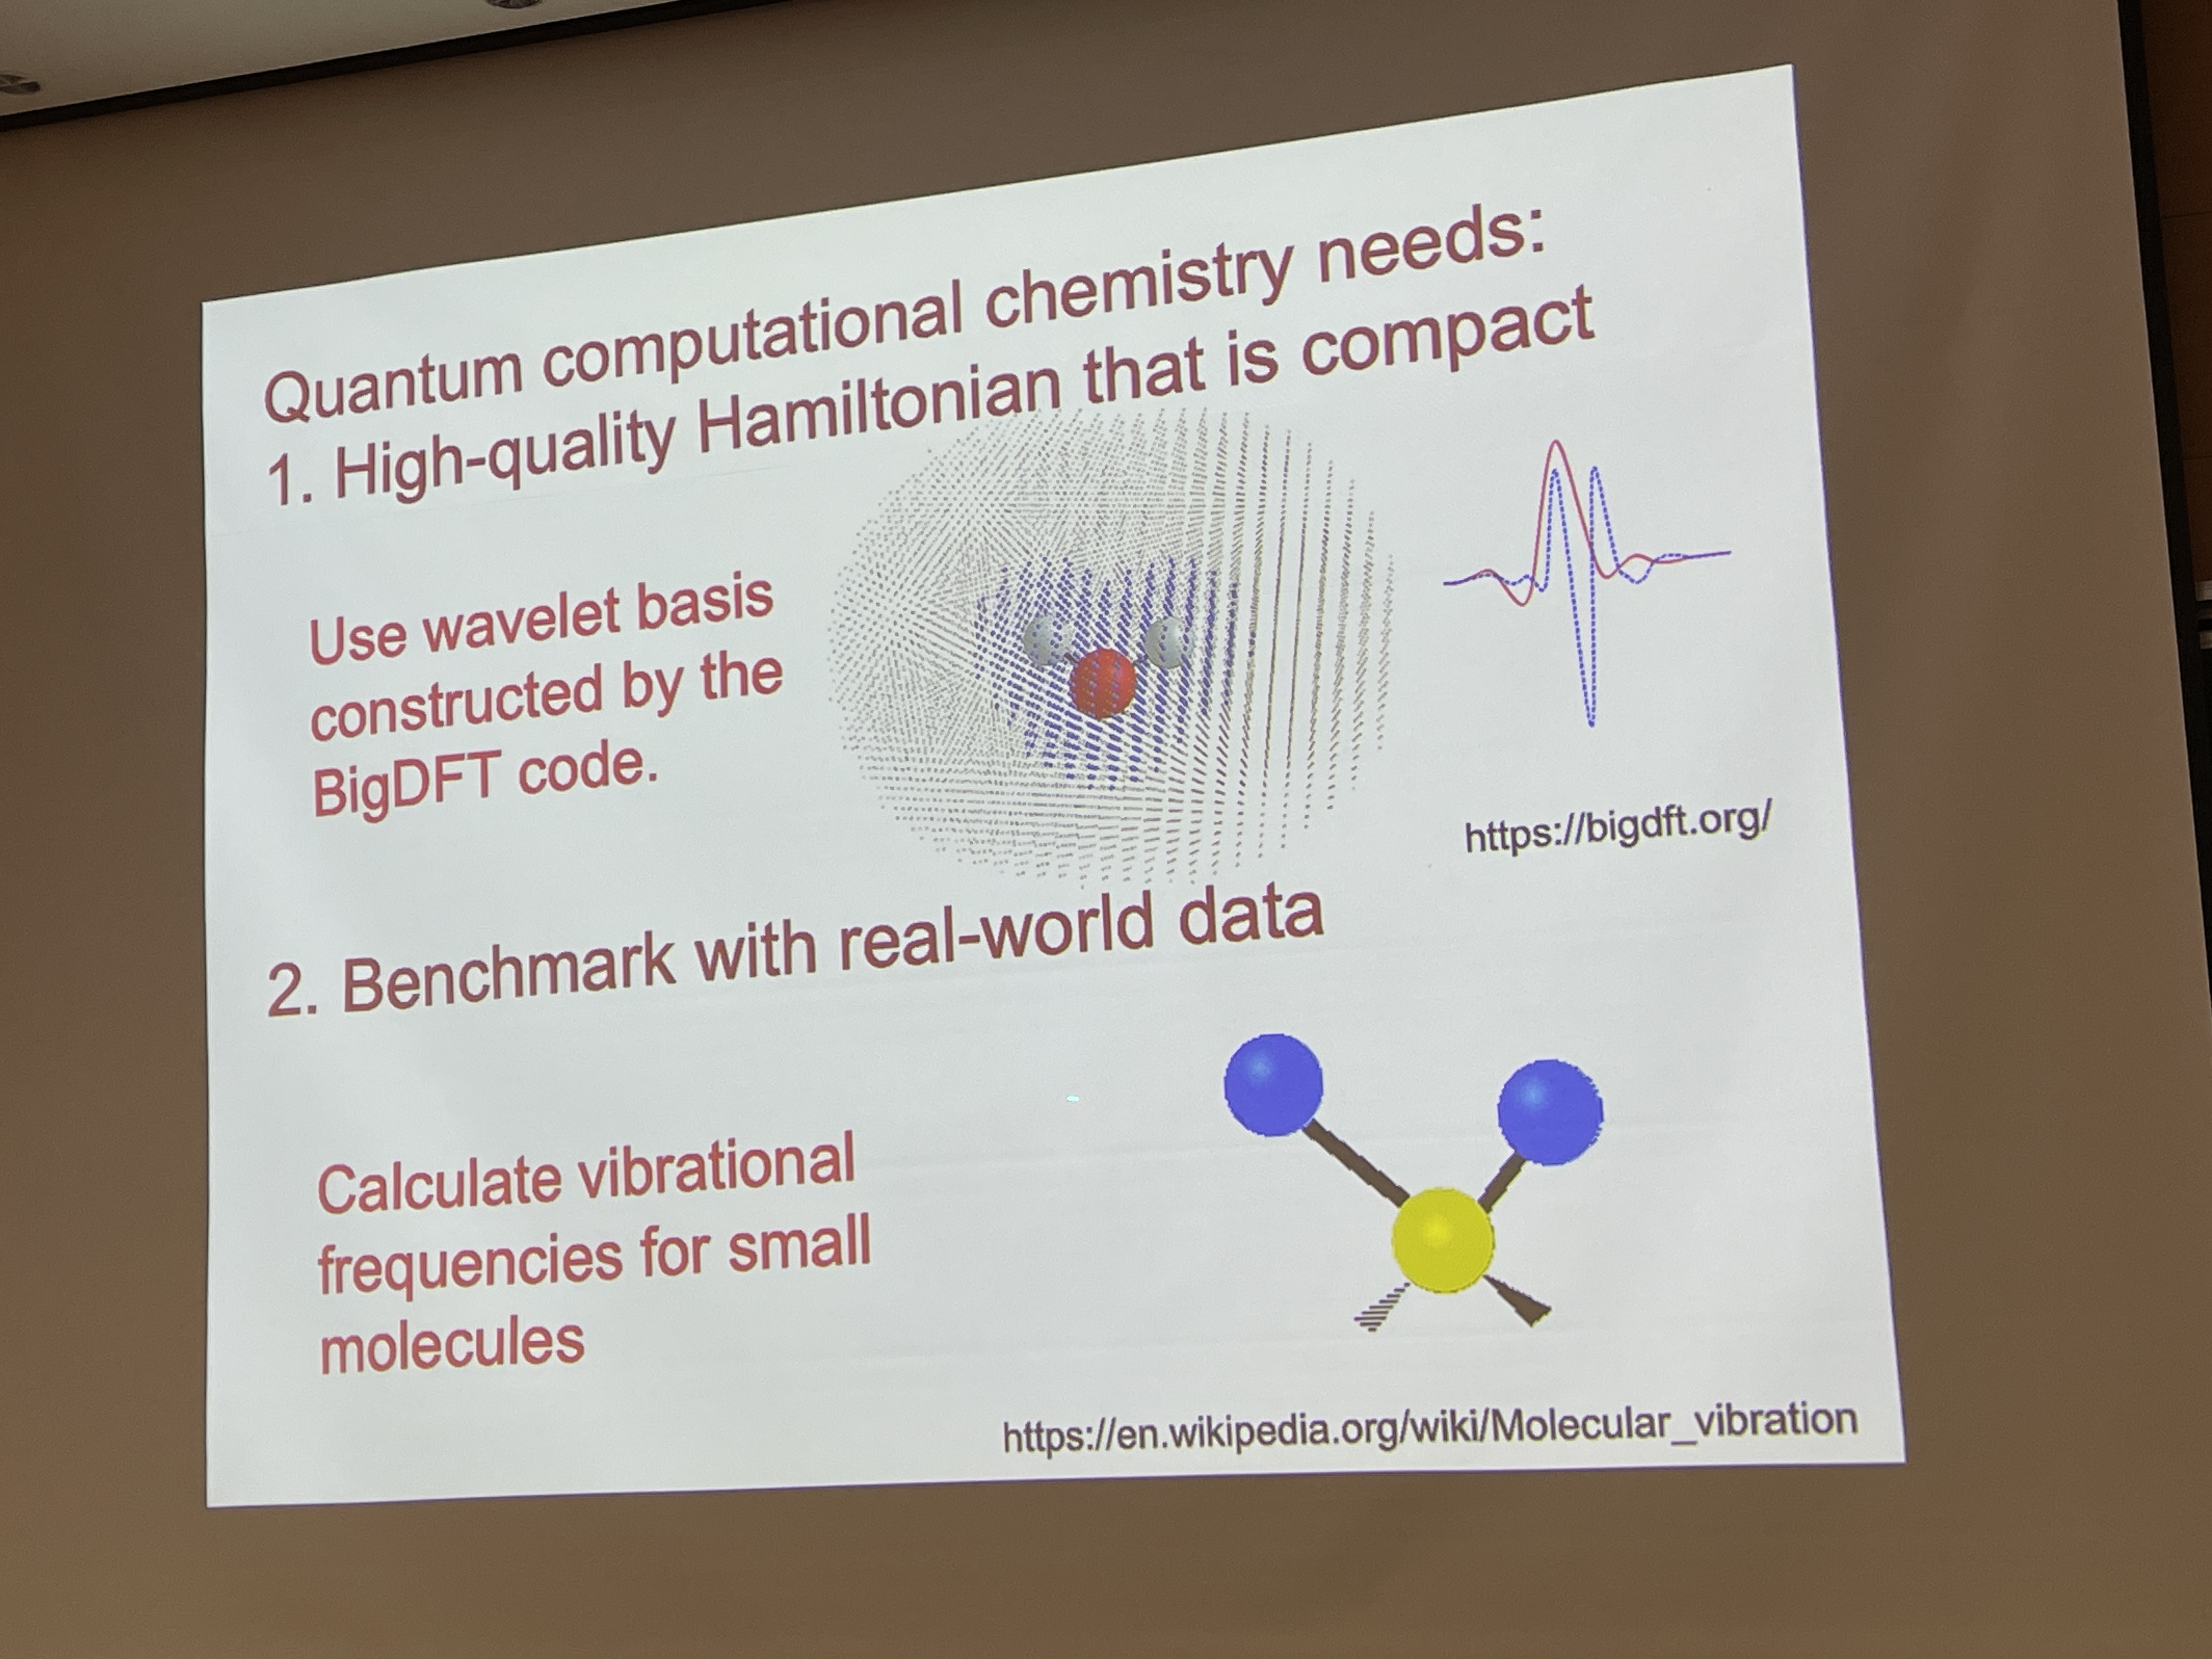 Quantum computational chemistry needs:
1. High-quality Hamiltonian that is compact
Use wavelet basis
constructed by the
BigDFT code.
https://bigdft.org/
2. Benchmark with real-world data
Calculate vibrational
frequencies for small
molecules
https://en.wikipedia.org/wiki/Molecular_vibration